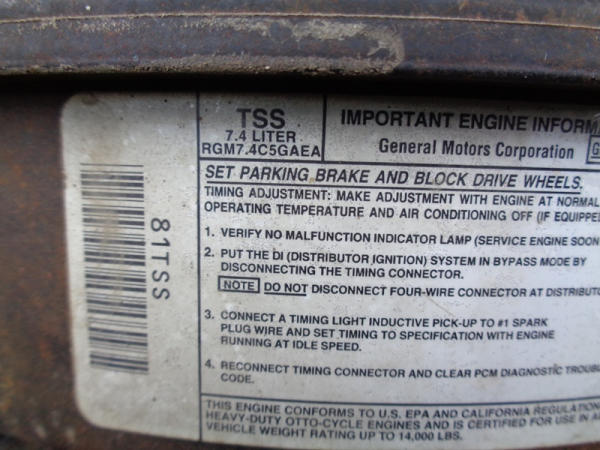 TSS
7.4 LITER
RGM7.4C5GAEA
IMPORTANT ENGINE INFORMA
General Motors Corporation
G
SET PARKING BRAKE AND BLOCK DRIVE WHEELS.
TIMING ADJUSTMENT: MAKE ADJUSTMENT WITH ENGINE AT NORMAL
OPERATING TEMPERATURE AND AIR CONDITIONING OFF (IF EQUIPPE
1. VERIFY NO MALFUNCTION INDICATOR LAMP (SERVICE ENGINE SOON
2. PUT THE DI (DISTRIBUTOR IGNITION) SYSTEM IN BYPASS MODE BY
DISCONNECTING THE TIMING CONNECTOR.
NOTE DO NOT DISCONNECT FOUR-WIRE CONNECTOR AT DISTRIBUTO
3. CONNECT A TIMING LIGHT INDUCTIVE PICK-UP TO #1 SPARK
PLUG WIRE AND SET TIMING TO SPECIFICATION WITH ENGINE
RUNNING AT IDLE SPEED.
4. RECONNECT TIMING CONNECTOR AND CLEAR PCM DIAGNOSTIC TROUB
CODE.
THIS ENGINE CONFORMS TO U.S. EPA AND CALIFORNIA REGULATION
HEAVY-DUTY OTTO-CYCLE ENGINES AND IS CERTIFIED FOR USE IN A
VEHICLE WEIGHT RATING UP TO 14,000 LBS.
81TSS